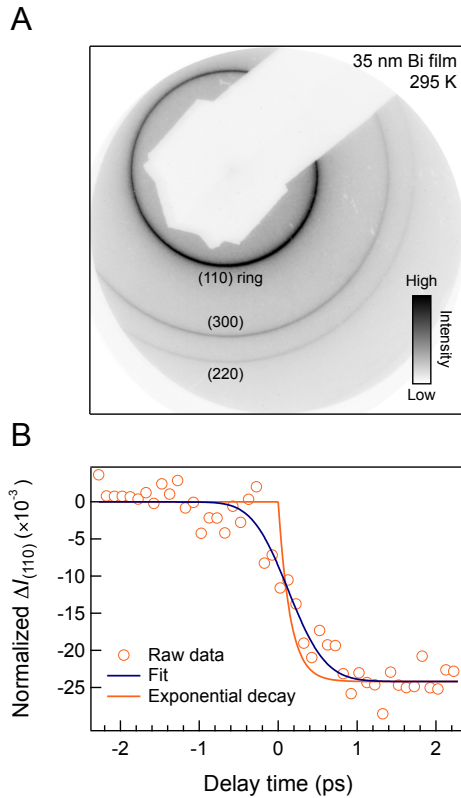 A
35 nm Bi film
295 K
(110) ring
(300)
(220)
High
Intensity
Low
B
Normalized ΔI(110) (×10⁻³)
0
-5
-10
-15
-20
-25
Raw data
Fit
Exponential decay
-2
-1
0
1
2
Delay time (ps)